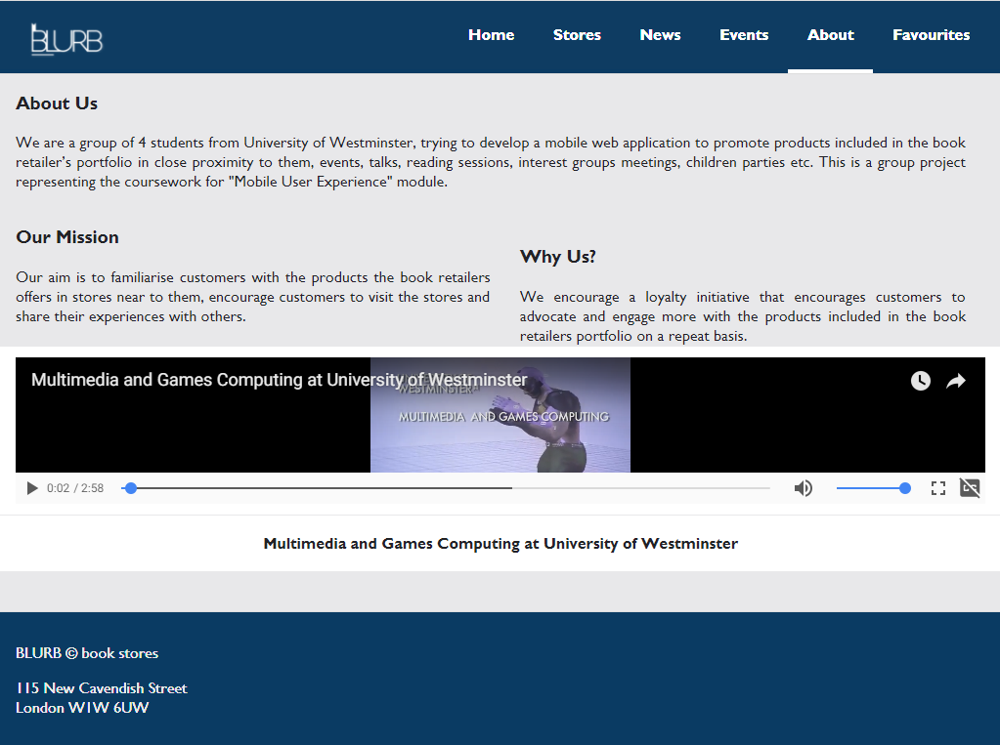 BLURB
Home Stores News Events About Favourites
About Us
We are a group of 4 students from University of Westminster, trying to develop a mobile web application to promote products included in the book
retailer’s portfolio in close proximity to them, events, talks, reading sessions, interest groups meetings, children parties etc. This is a group project
representing the coursework for "Mobile User Experience" module.
Our Mission
Our aim is to familiarise customers with the products the book retailers
offers in stores near to them, encourage customers to visit the stores and
share their experiences with others.
Why Us?
We encourage a loyalty initiative that encourages customers to
advocate and engage more with the products included in the book
retailers portfolio on a repeat basis.
Multimedia and Games Computing at University of Westminster
WESTMINSTER
MULTIMEDIA AND GAMES COMPUTING
0:02 / 2:58
Multimedia and Games Computing at University of Westminster
BLURB © book stores
115 New Cavendish Street
London W1W 6UW